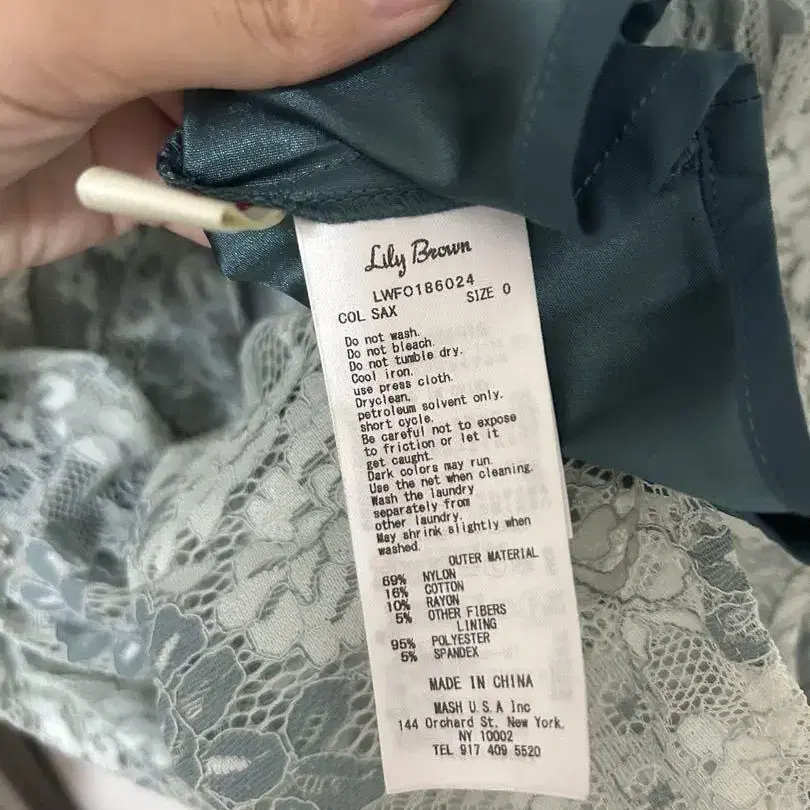 Lily Brown
LWFO186024
COL SAX SIZE 0
Do not wash.
Do not bleach.
Do not tumble dry.
Cool iron.
use press cloth.
Dryclean,
petroleum solvent only.
short cycle.
Be careful not to expose
to friction or let it
get caught.
Dark colors may run.
Use the net when cleaning.
Wash the laundry
separately from
other laundry.
May shrink slightly when
washed.
OUTER MATERIAL
69% NYLON
16% COTTON
10% RAYON
5% OTHER FIBERS
LINING
95% POLYESTER
5% SPANDEX
MADE IN CHINA
MASH U.S.A Inc
144 Orchard St. New York.
NY 10002
TEL 917 409 5520